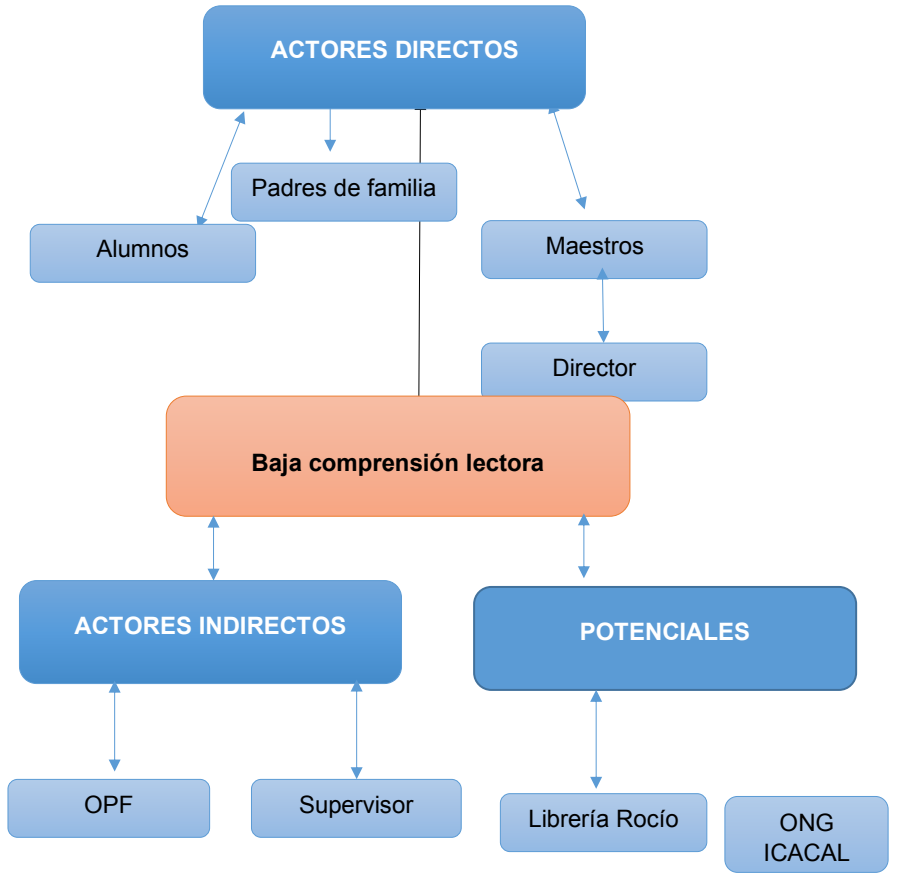 ACTORES DIRECTOS
Padres de familia
Alumnos
Maestros
Director
Baja comprensión lectora
ACTORES INDIRECTOS
POTENCIALES
OPF
Supervisor
Librería Rocío
ONG
ICACAL